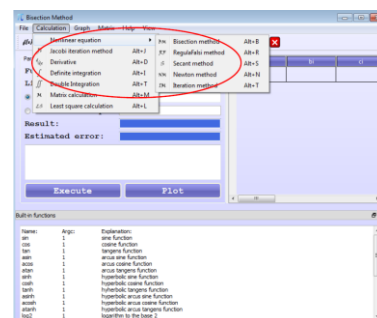 Bisection Method
File Calculation Graph Matrix Help View
Nonlinear equation
Jacobi iteration method Alt+J
Derivative Alt+D
Definite integration Alt+I
Double Integration Alt+T
Matrix calculation Alt+M
Least square calculation Alt+L
Bisection method Alt+B
RegulaFalsi method Alt+R
Secant method Alt+S
Newton method Alt+N
Iteration method Alt+T
Result:
Estimated error:
Execute Plot
Built-in functions
Name: Argc: Explanation:
sin 1 sine function
cos 1 cosine function
tan 1 tangens function
asin 1 arcus sine function
acos 1 arcus cosine function
atan 1 arcus tangens function
sinh 1 hyperbolic sine function
cosh 1 hyperbolic cosine function
tanh 1 hyherbolic tangens function
asinh 1 hyperbolic arcus sine function
acosh 1 hyperbolic arcus cosine function
atanh 1 hyperbolic arcus tangens function
log2 1 logarithm to the base 2